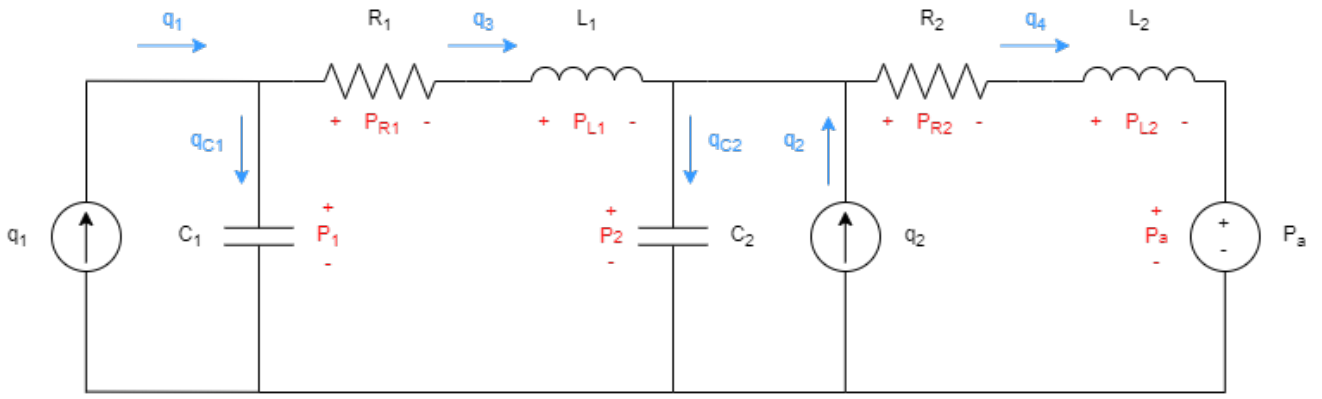 q1 R1 q3 L1 R2 q4 L2
+ PR1 - + PL1 - + PR2 - + PL2 -
qC1 qC2 q2
q1 C1 + P1 - + P2 - C2 q2 + Pa - + - Pa